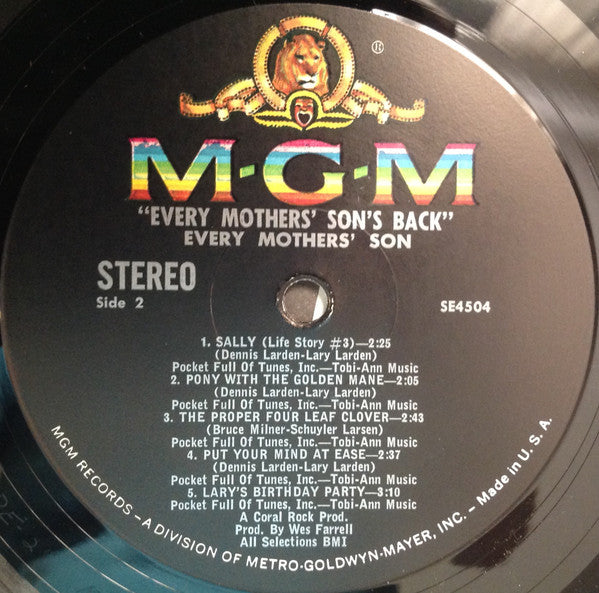 ®
M-G-M
"EVERY MOTHERS' SON'S BACK"
EVERY MOTHERS' SON
STEREO
Side 2
SE4504
1. SALLY (Life Story #3)—2:25
(Dennis Larden-Lary Larden)
Pocket Full Of Tunes, Inc.—Tobi-Ann Music
2. PONY WITH THE GOLDEN MANE—2:05
(Dennis Larden-Lary Larden)
Pocket Full Of Tunes, Inc.—Tobi-Ann Music
3. THE PROPER FOUR LEAF CLOVER—2:43
(Bruce Milner-Schuyler Larsen)
Pocket Full Of Tunes, Inc.—Tobi-Ann Music
4. PUT YOUR MIND AT EASE—2:37
(Dennis Larden-Lary Larden)
Pocket Full Of Tunes, Inc.—Tobi-Ann Music
5. LARY'S BIRTHDAY PARTY—3:10
Pocket Full Of Tunes, Inc.—Tobi-Ann Music
A Coral Rock Prod.
Prod. By Wes Farrell
All Selections BMI
MGM RECORDS – A DIVISION OF METRO-GOLDWYN-MAYER, INC. – Made in U. S. A.